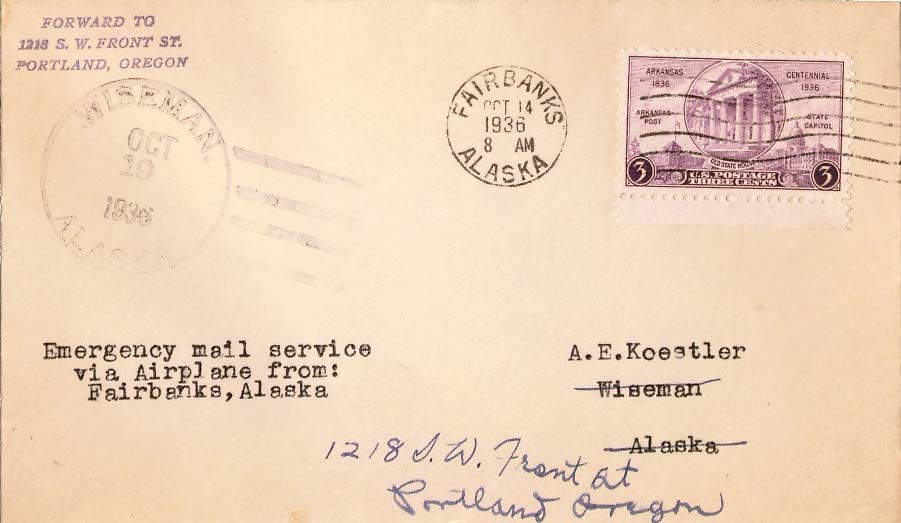 FORWARD TO
1218 S. W. FRONT ST.
PORTLAND, OREGON
WISEMAN.
OCT
19
1936
ALASKA
FAIRBANKS
OCT 14
1936
8 AM
ALASKA
ARKANSAS
1836
CENTENNIAL
1936
ARKANSAS
POST
STATE
CAPITOL
OLD STATE HOUSE
3
U.S. POSTAGE
THREE CENTS
3
Emergency mail service
via Airplane from:
Fairbanks, Alaska
A.E.Koestler
Wiseman
Alaska
1218 S.W. Front at
Portland Oregon